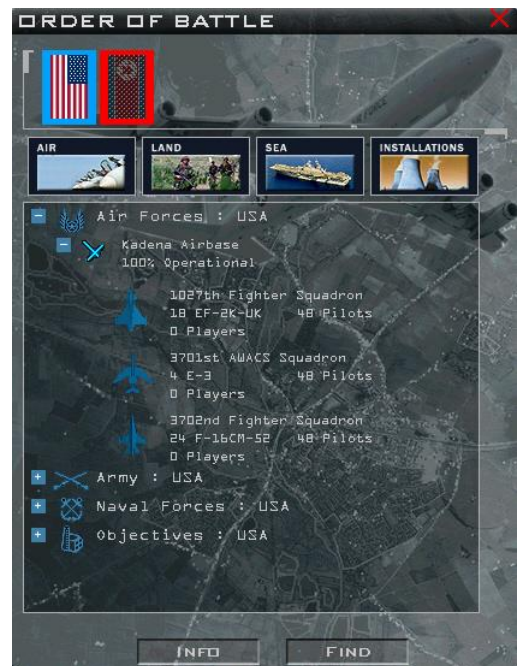 ORDER OF BATTLE
AIR
LAND
SEA
INSTALLATIONS
Air Forces : USA
Kadena Airbase
100% Operational
1027th Fighter Squadron
18 EF-2K-UK 48 Pilots
0 Players
3701st AWACS Squadron
4 E-3 48 Pilots
0 Players
3702nd Fighter Squadron
24 F-16CM-52 48 Pilots
0 Players
Army : USA
Naval Forces : USA
Objectives : USA
INFO
FIND